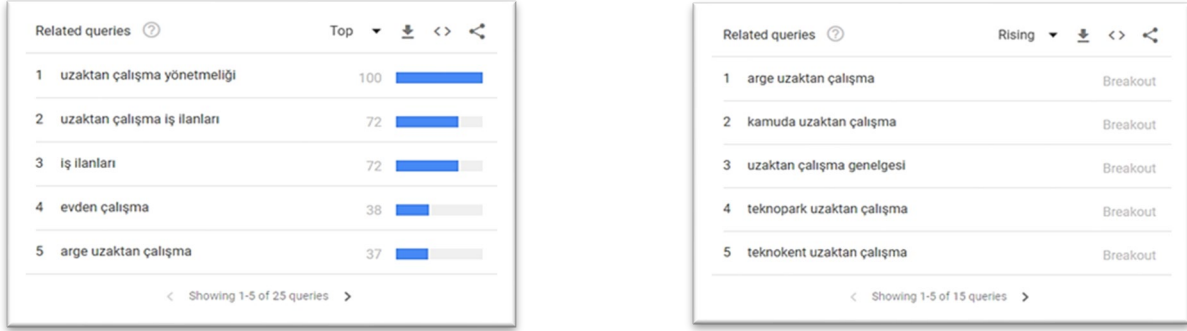 Related queries
Top
1 uzaktan çalışma yönetmeliği 100
2 uzaktan çalışma iş ilanları 72
3 iş ilanları 72
4 evden çalışma 38
5 arge uzaktan çalışma 37
Showing 1-5 of 25 queries
Related queries
Rising
1 arge uzaktan çalışma Breakout
2 kamuda uzaktan çalışma Breakout
3 uzaktan çalışma genelgesi Breakout
4 teknopark uzaktan çalışma Breakout
5 teknokent uzaktan çalışma Breakout
Showing 1-5 of 15 queries